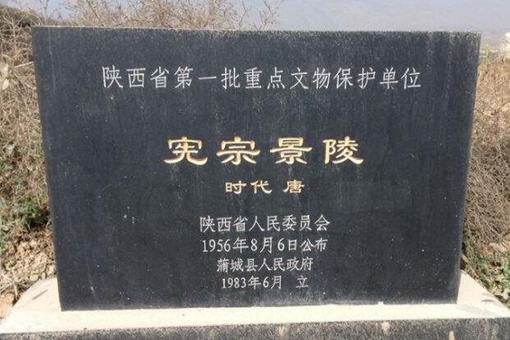 陕西省第一批重点文物保护单位
宪宗景陵
时代 唐
陕西省人民委员会
1956年8月6日公布
蒲城县人民政府
1983年6月 立